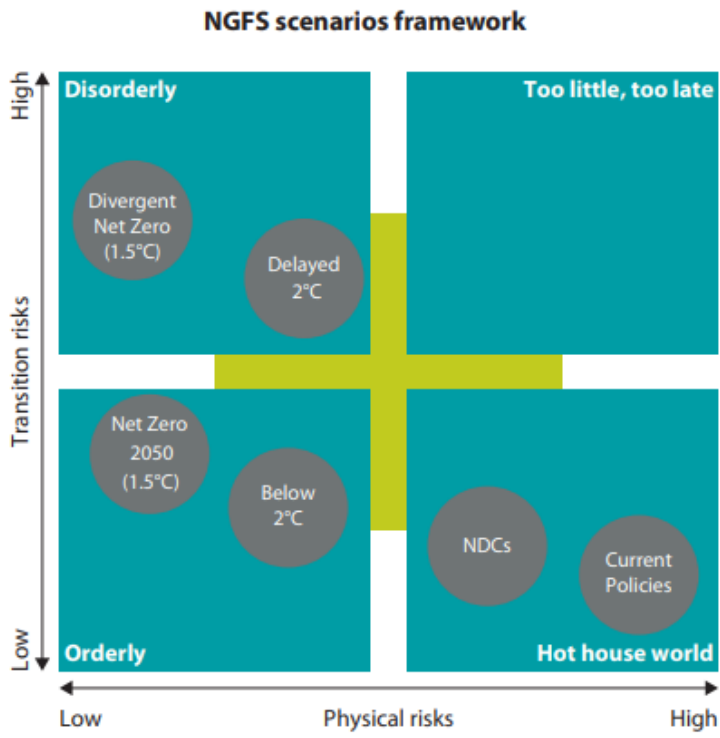 NGFS scenarios framework
High
Transition risks
Low
Disorderly
Too little, too late
Divergent
Net Zero
(1.5°C)
Delayed
2°C
Net Zero
2050
(1.5°C)
Below
2°C
NDCs
Current
Policies
Orderly
Hot house world
Low
Physical risks
High